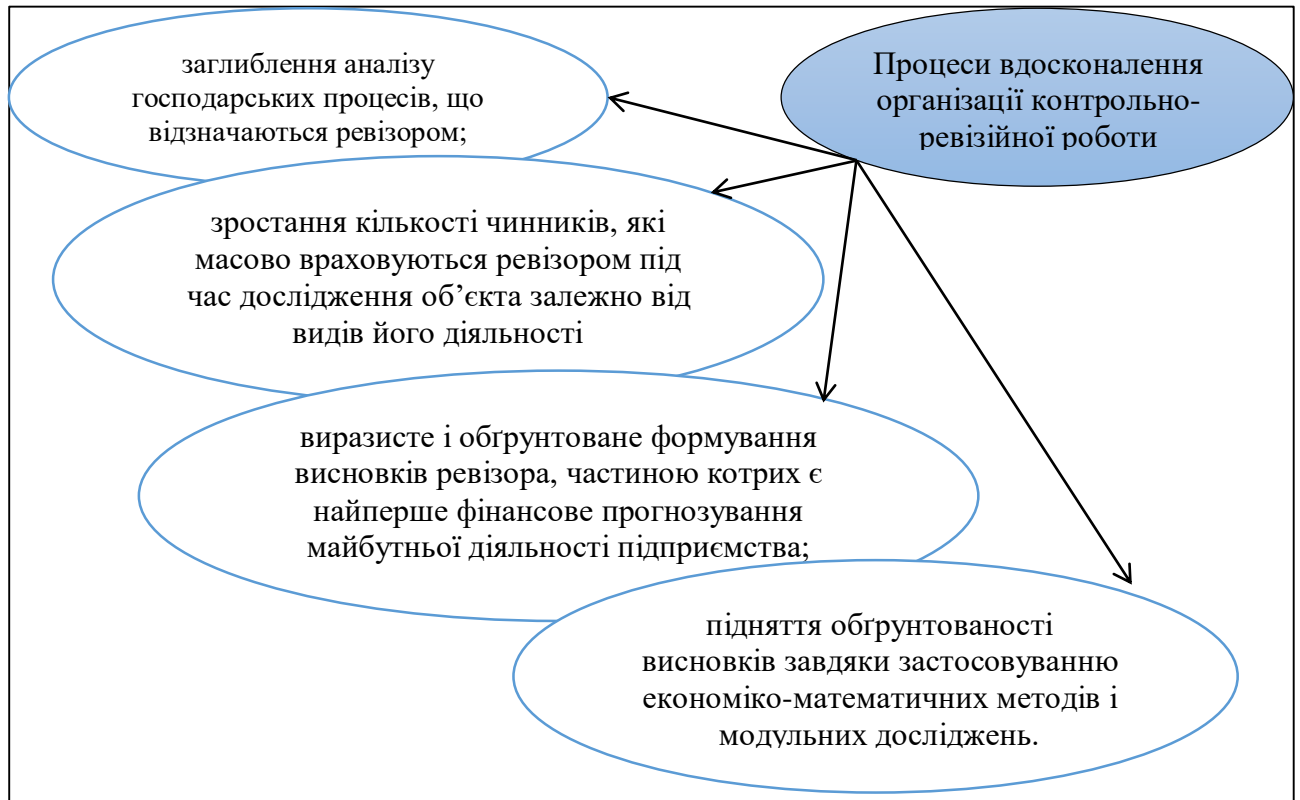 заглиблення аналізу
господарських процесів, що
відзначаються ревізором;
Процеси вдосконалення
організації контрольно-
ревізійної роботи
зростання кількості чинників, які
масово враховуються ревізором під
час дослідження об’єкта залежно від
видів його діяльності
виразисте і обґрунтоване формування
висновків ревізора, частиною котрих є
найперше фінансове прогнозування
майбутньої діяльності підприємства;
підняття обґрунтованості
висновків завдяки застосовуванню
економіко-математичних методів і
модульних досліджень.